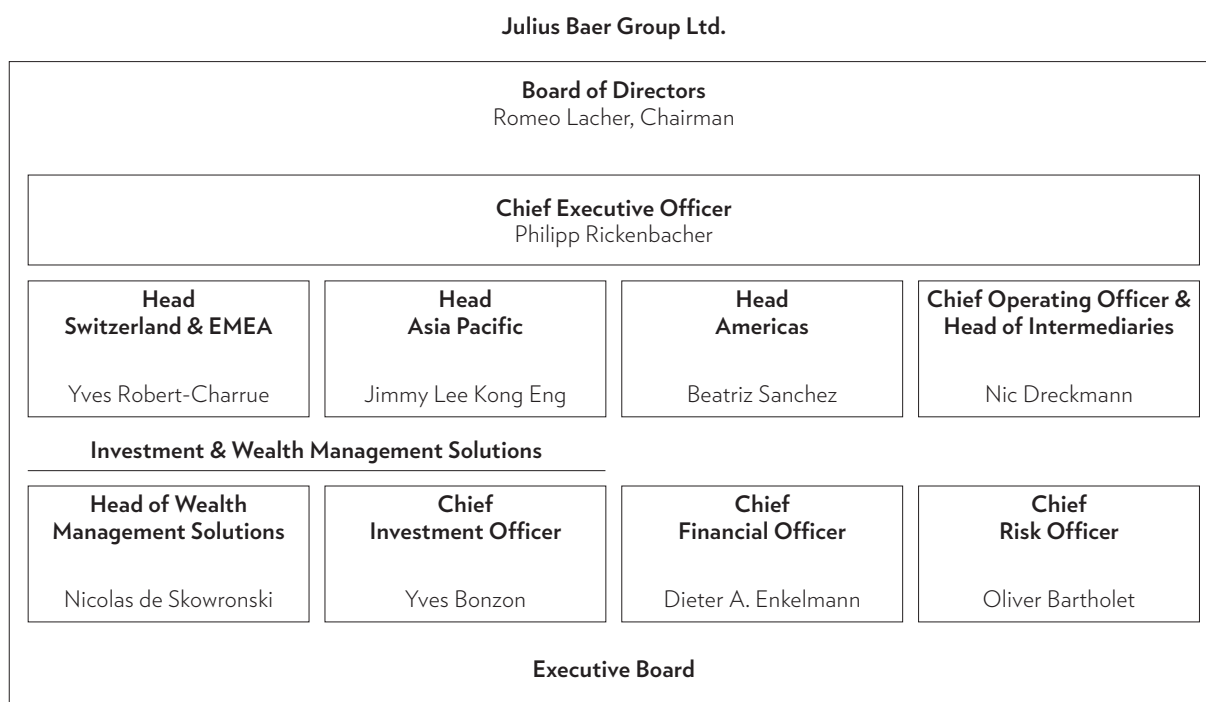 Julius Baer Group Ltd.
Board of Directors
Romeo Lacher, Chairman
Chief Executive Officer
Philipp Rickenbacher
Head
Switzerland & EMEA
Yves Robert-Charrue
Head
Asia Pacific
Jimmy Lee Kong Eng
Head
Americas
Beatriz Sanchez
Chief Operating Officer &
Head of Intermediaries
Nic Dreckmann
Investment & Wealth Management Solutions
Head of Wealth
Management Solutions
Nicolas de Skowronski
Chief
Investment Officer
Yves Bonzon
Chief
Financial Officer
Dieter A. Enkelmann
Chief
Risk Officer
Oliver Bartholet
Executive Board